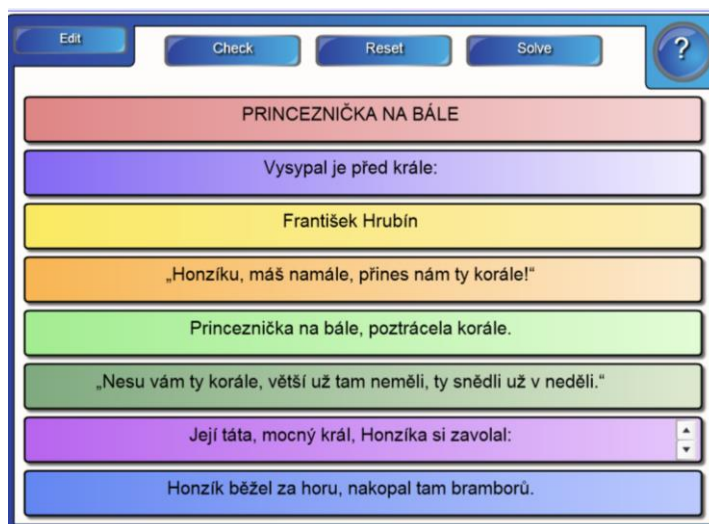 Edit
Check
Reset
Solve
?
PRINCEZNIČKA NA BÁLE
Vysypal je před krále:
František Hrubín
„Honzíku, máš namále, přines nám ty korále!“
Princeznička na bále, poztrácela korále.
„Nesu vám ty korále, větší už tam neměli, ty snědli už v neděli.“
Její táta, mocný král, Honzíka si zavolal:
Honzík běžel za horu, nakopal tam bramborů.